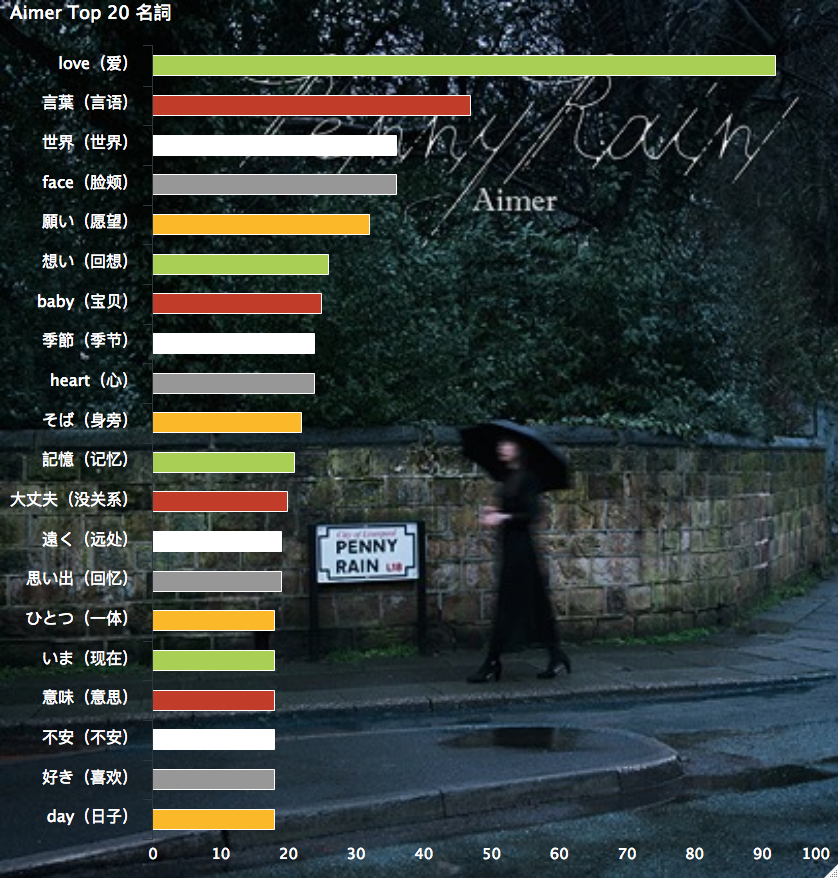 Aimer Top 20 名詞
love（爱）
言葉（言语）
世界（世界）
face（脸颊）
願い（愿望）
想い（回想）
baby（宝贝）
季節（季节）
heart（心）
そば（身旁）
記憶（记忆）
大丈夫（没关系）
遠く（远处）
思い出（回忆）
ひとつ（一体）
いま（现在）
意味（意思）
不安（不安）
好き（喜欢）
day（日子）
0 10 20 30 40 50 60 70 80 90 100
Penny Rain
Aimer
City of Liverpool
PENNY
RAIN L18